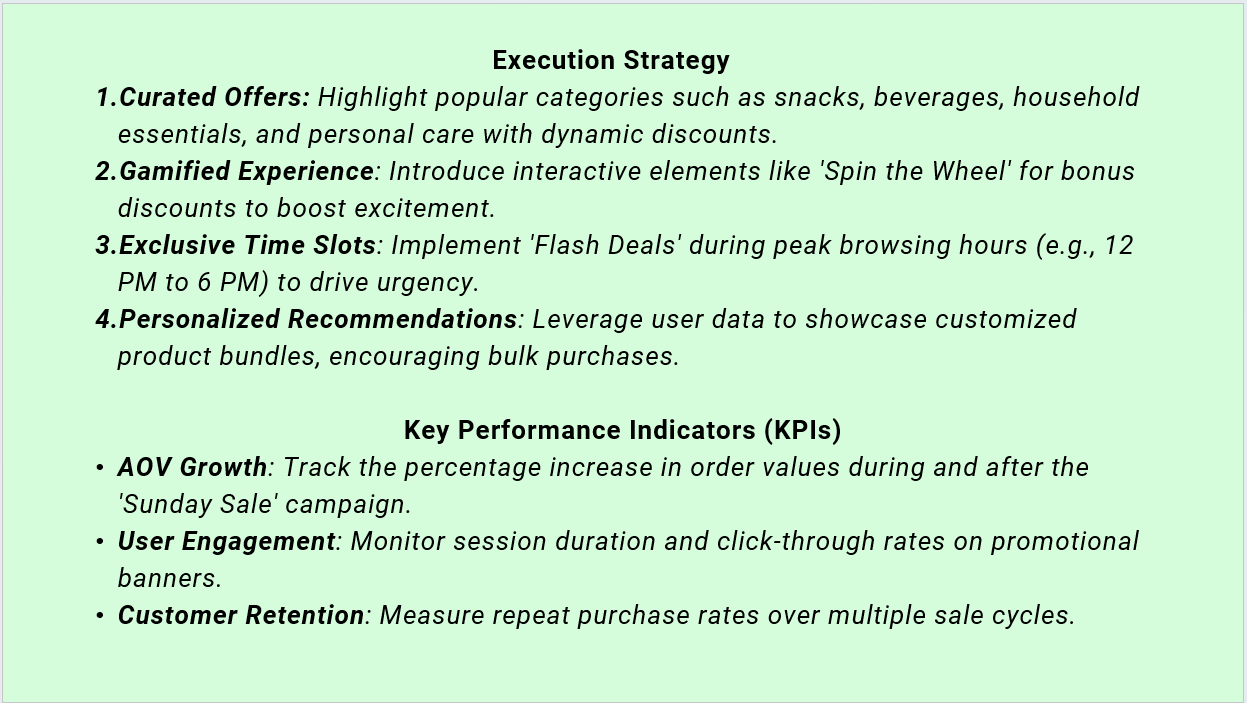 Execution Strategy
1.Curated Offers: Highlight popular categories such as snacks, beverages, household
essentials, and personal care with dynamic discounts.
2.Gamified Experience: Introduce interactive elements like 'Spin the Wheel' for bonus
discounts to boost excitement.
3.Exclusive Time Slots: Implement 'Flash Deals' during peak browsing hours (e.g., 12
PM to 6 PM) to drive urgency.
4.Personalized Recommendations: Leverage user data to showcase customized
product bundles, encouraging bulk purchases.
Key Performance Indicators (KPIs)
• AOV Growth: Track the percentage increase in order values during and after the
'Sunday Sale' campaign.
• User Engagement: Monitor session duration and click-through rates on promotional
banners.
• Customer Retention: Measure repeat purchase rates over multiple sale cycles.